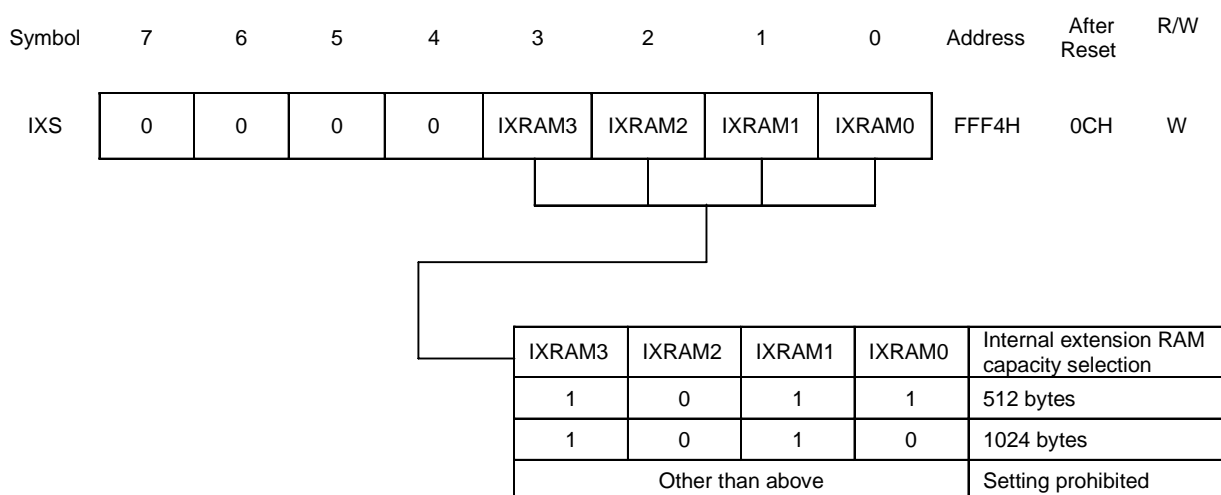 Symbol 7 6 5 4 3 2 1 0 Address After Reset R/W
IXS 0 0 0 0 IXRAM3 IXRAM2 IXRAM1 IXRAM0 FFF4H 0CH W
IXRAM3 IXRAM2 IXRAM1 IXRAM0 Internal extension RAM capacity selection
1 0 1 1 512 bytes
1 0 1 0 1024 bytes
Other than above Setting prohibited